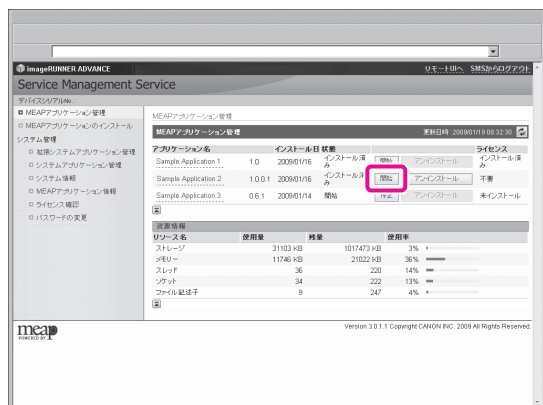 imageRUNNER ADVANCE
リモートUIへ SMSからログアウト
Service Management Service
デバイスシリアルNo.:
MEAPアプリケーション管理
MEAPアプリケーションのインストール
システム管理
拡張システムアプリケーション管理
システムアプリケーション管理
システム情報
MEAPアプリケーション情報
ライセンス確認
パスワードの変更
MEAPアプリケーション管理
MEAPアプリケーション管理 更新日時 :2009/01/19 08:32:30
アプリケーション名 インストール日 状態 ライセンス
Sample Application 1 1.0 2009/01/16 インストール済み 開始 アンインストール インストール済み
Sample Application 2 1.0.0.1 2009/01/16 インストール済み 開始 アンインストール 不要
Sample Application 3 0.6.1 2009/01/14 開始 停止 アンインストール 未インストール
資源情報
リソース名 使用量 残量 使用率
ストレージ 31103 KB 1017473 KB 3%
メモリー 11746 KB 21022 KB 36%
スレッド 36 220 14%
ソケット 34 222 13%
ファイル記述子 9 247 4%
meap
POWERED BY
Version 3.0.1.1 Copyright CANON INC. 2009 All Rights Reserved.